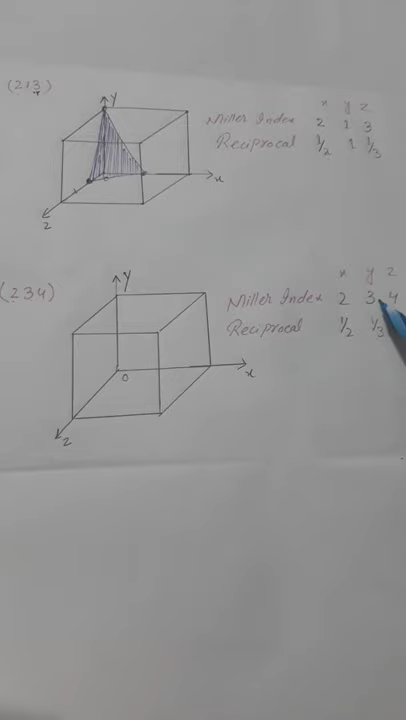 (213)
y
x y z
Miller Index 2 1 3
Reciprocal 1/2 1 1/3
x
z
(234)
y
x y z
Miller Index 2 3 4
Reciprocal 1/2 1/3
0
x
z